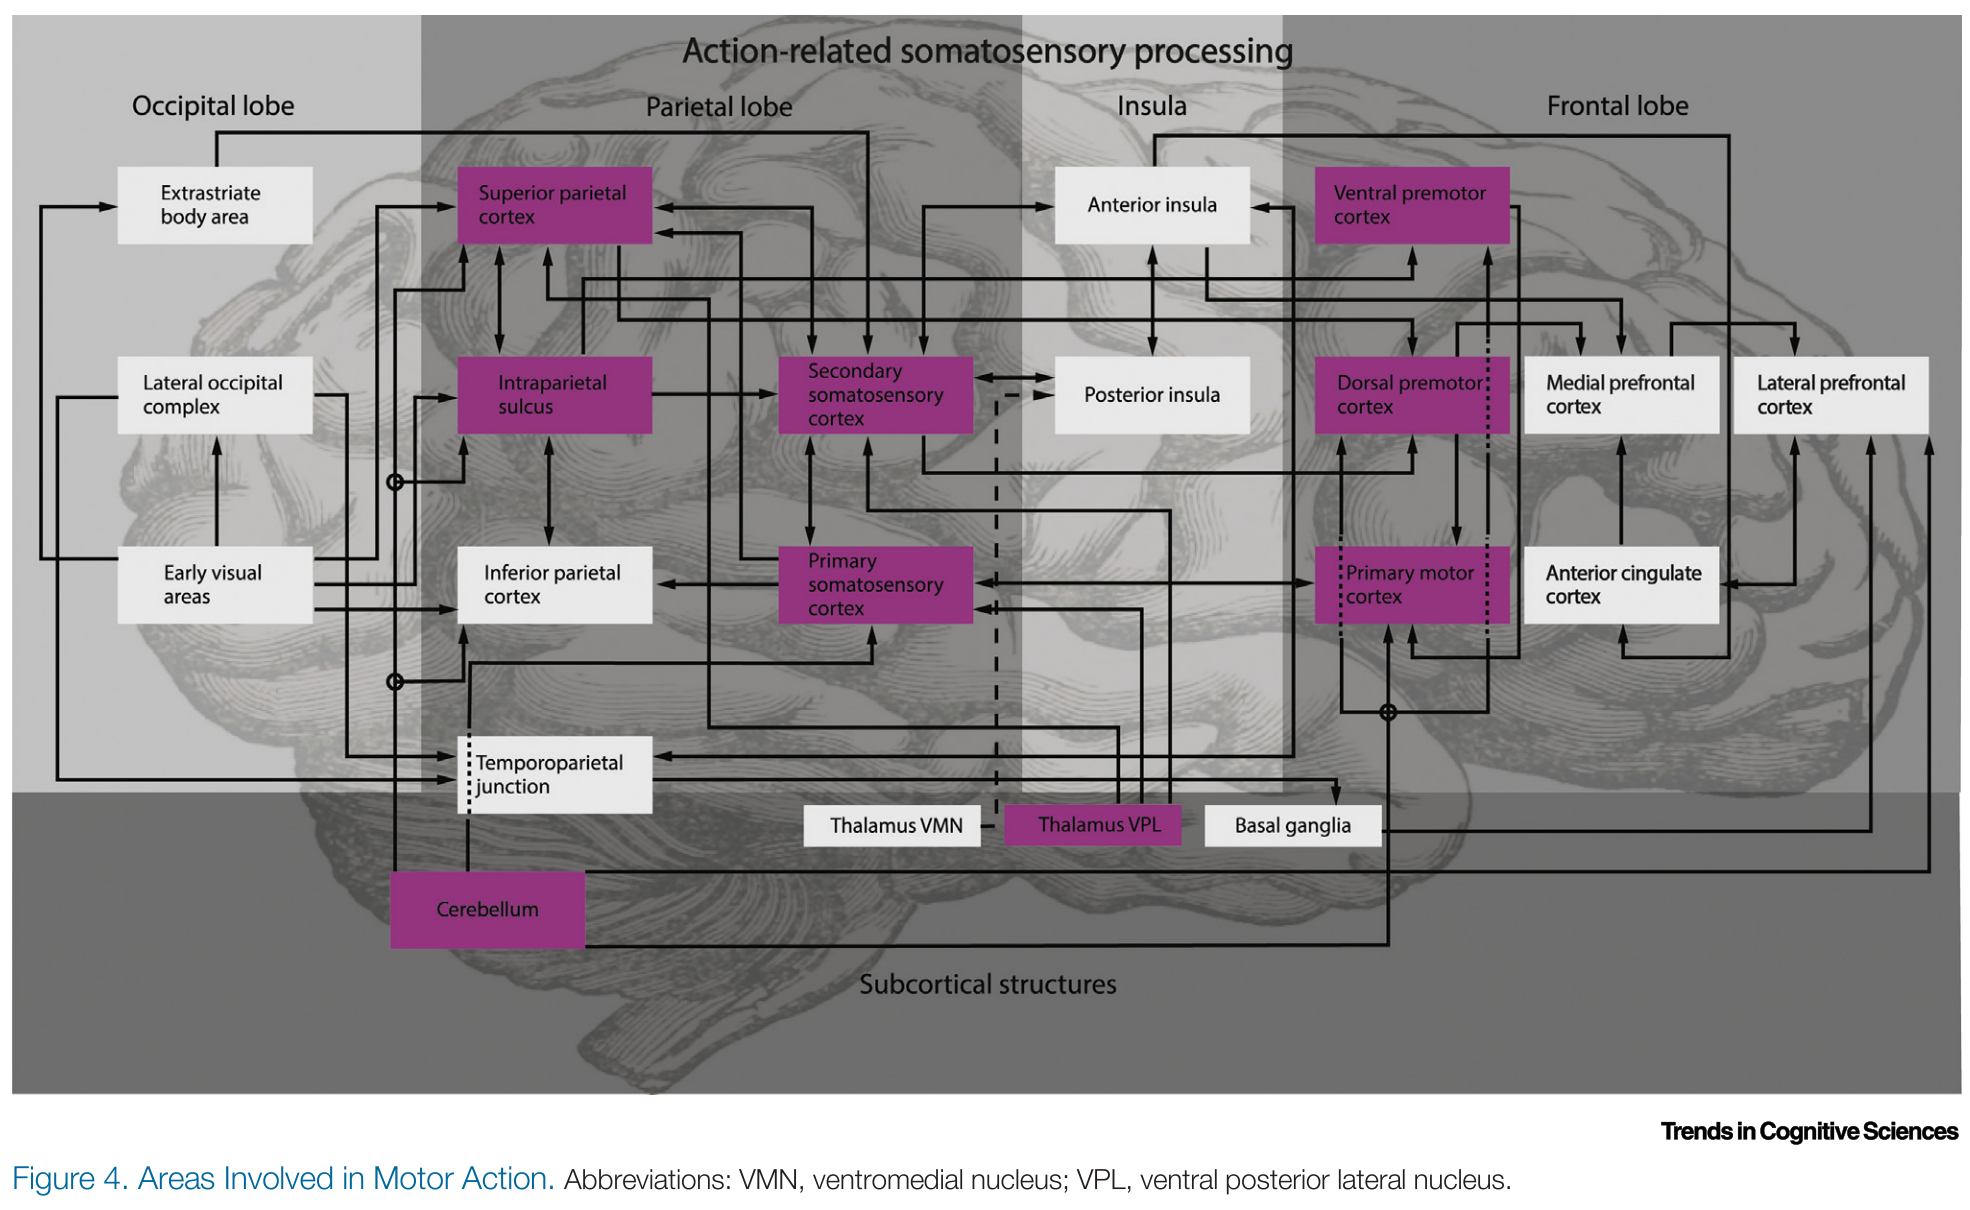 Action-related somatosensory processing
Occipital lobe
Parietal lobe
Insula
Frontal lobe
Extrastriate
body area
Superior parietal
cortex
Anterior insula
Ventral premotor
cortex
Lateral occipital
complex
Intraparietal
sulcus
Secondary
somatosensory
cortex
Posterior insula
Dorsal premotor
cortex
Medial prefrontal
cortex
Lateral prefrontal
cortex
Early visual
areas
Inferior parietal
cortex
Primary
somatosensory
cortex
Primary motor
cortex
Anterior cingulate
cortex
Temporoparietal
junction
Thalamus VMN
Thalamus VPL
Basal ganglia
Cerebellum
Subcortical structures
Trends in Cognitive Sciences
Figure 4. Areas Involved in Motor Action. Abbreviations: VMN, ventromedial nucleus; VPL, ventral posterior lateral nucleus.